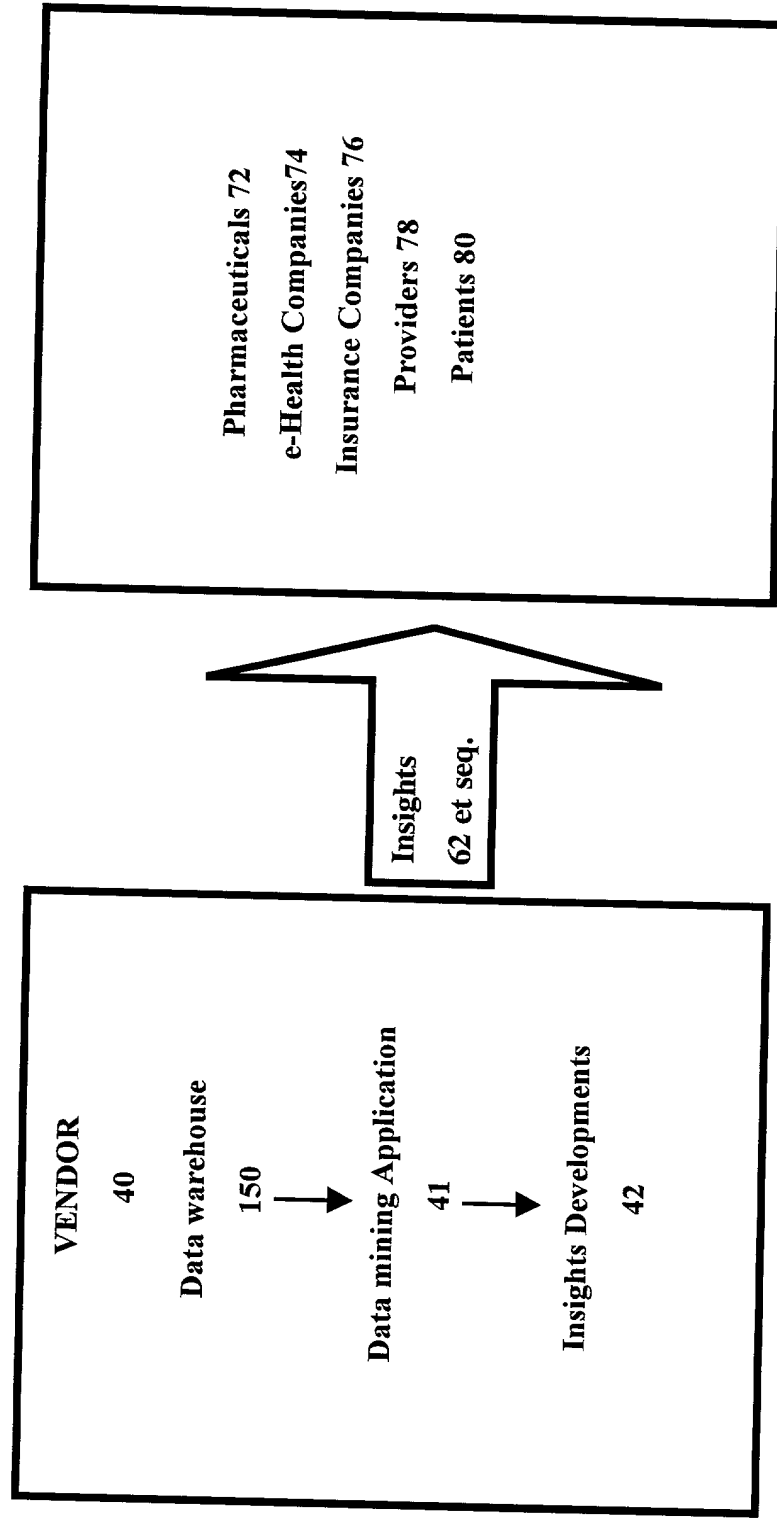 VENDOR
40
Data warehouse
150
Data mining Application
41
Insights Developments
42
Insights
62 et seq.
Pharmaceuticals 72
e-Health Companies74
Insurance Companies 76
Providers 78
Patients 80